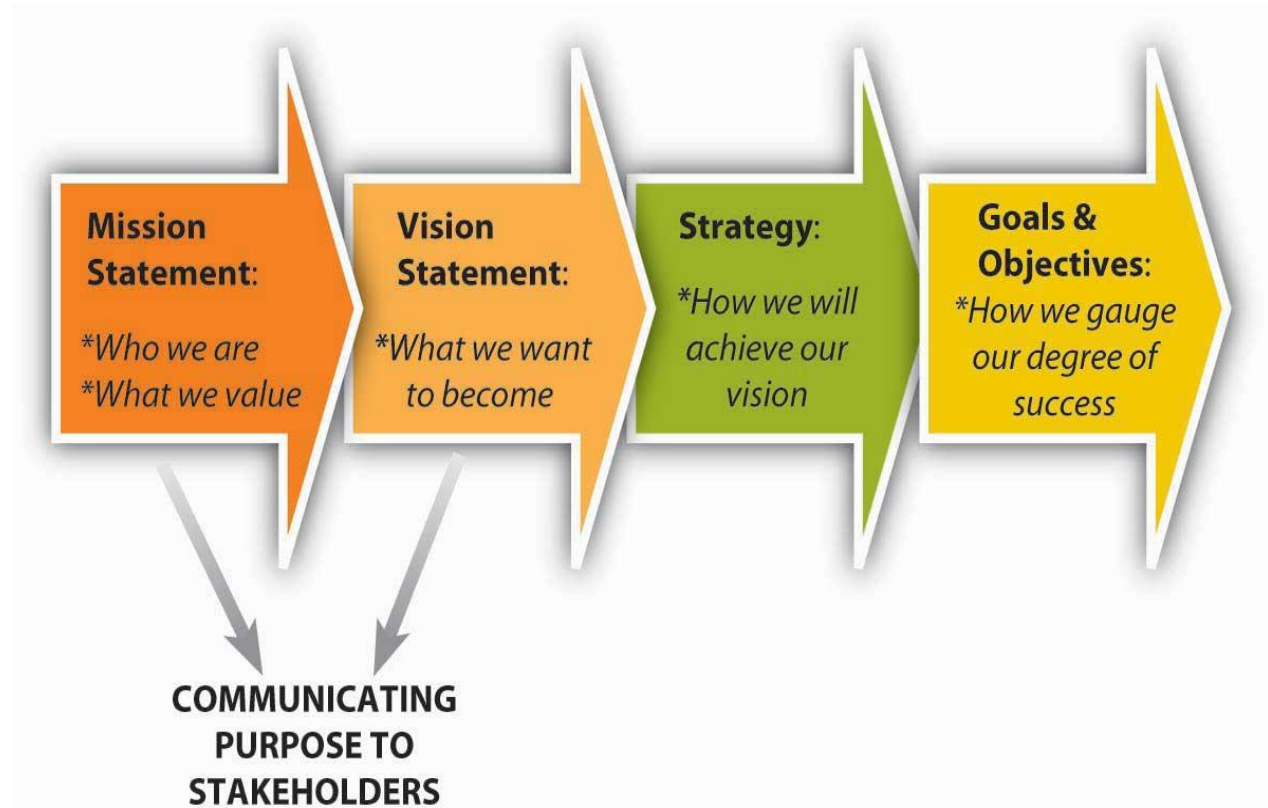 Mission
Statement:
*Who we are
*What we value
Vision
Statement:
*What we want
to become
Strategy:
*How we will
achieve our
vision
Goals &
Objectives:
*How we gauge
our degree of
success
COMMUNICATING
PURPOSE TO
STAKEHOLDERS